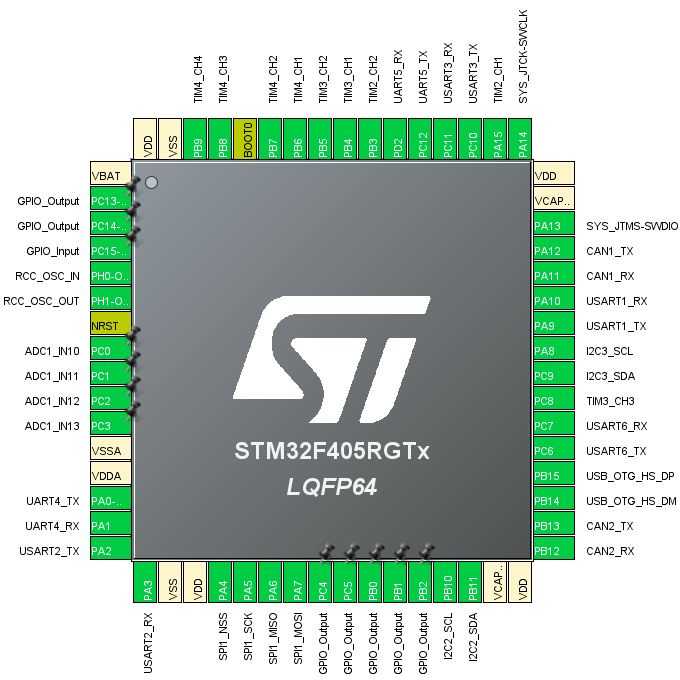 TIM4_CH4
TIM4_CH3
TIM4_CH2
TIM4_CH1
TIM3_CH2
TIM3_CH1
TIM2_CH2
UART5_RX
UART5_TX
USART3_RX
USART3_TX
TIM2_CH1
SYS_JTCK-SWCLK
VDD
VSS
PB9
PB8
BOOT0
PB7
PB6
PB5
PB4
PB3
PD2
PC12
PC11
PC10
PA15
PA14
VBAT
GPIO_Output PC13-..
GPIO_Output PC14-..
GPIO_Input PC15-..
RCC_OSC_IN PH0-O..
RCC_OSC_OUT PH1-O..
NRST
ADC1_IN10 PC0
ADC1_IN11 PC1
ADC1_IN12 PC2
ADC1_IN13 PC3
VSSA
VDDA
UART4_TX PA0-..
UART4_RX PA1
USART2_TX PA2
STM32F405RGTx
LQFP64
VDD
VCAP..
PA13 SYS_JTMS-SWDIO
PA12 CAN1_TX
PA11 CAN1_RX
PA10 USART1_RX
PA9 USART1_TX
PA8 I2C3_SCL
PC9 I2C3_SDA
PC8 TIM3_CH3
PC7 USART6_RX
PC6 USART6_TX
PB15 USB_OTG_HS_DP
PB14 USB_OTG_HS_DM
PB13 CAN2_TX
PB12 CAN2_RX
PA3
VSS
VDD
PA4
PA5
PA6
PA7
PC4
PC5
PB0
PB1
PB2
PB10
PB11
VCAP..
VDD
USART2_RX
SPI1_NSS
SPI1_SCK
SPI1_MISO
SPI1_MOSI
GPIO_Output
GPIO_Output
GPIO_Output
GPIO_Output
GPIO_Output
I2C2_SCL
I2C2_SDA